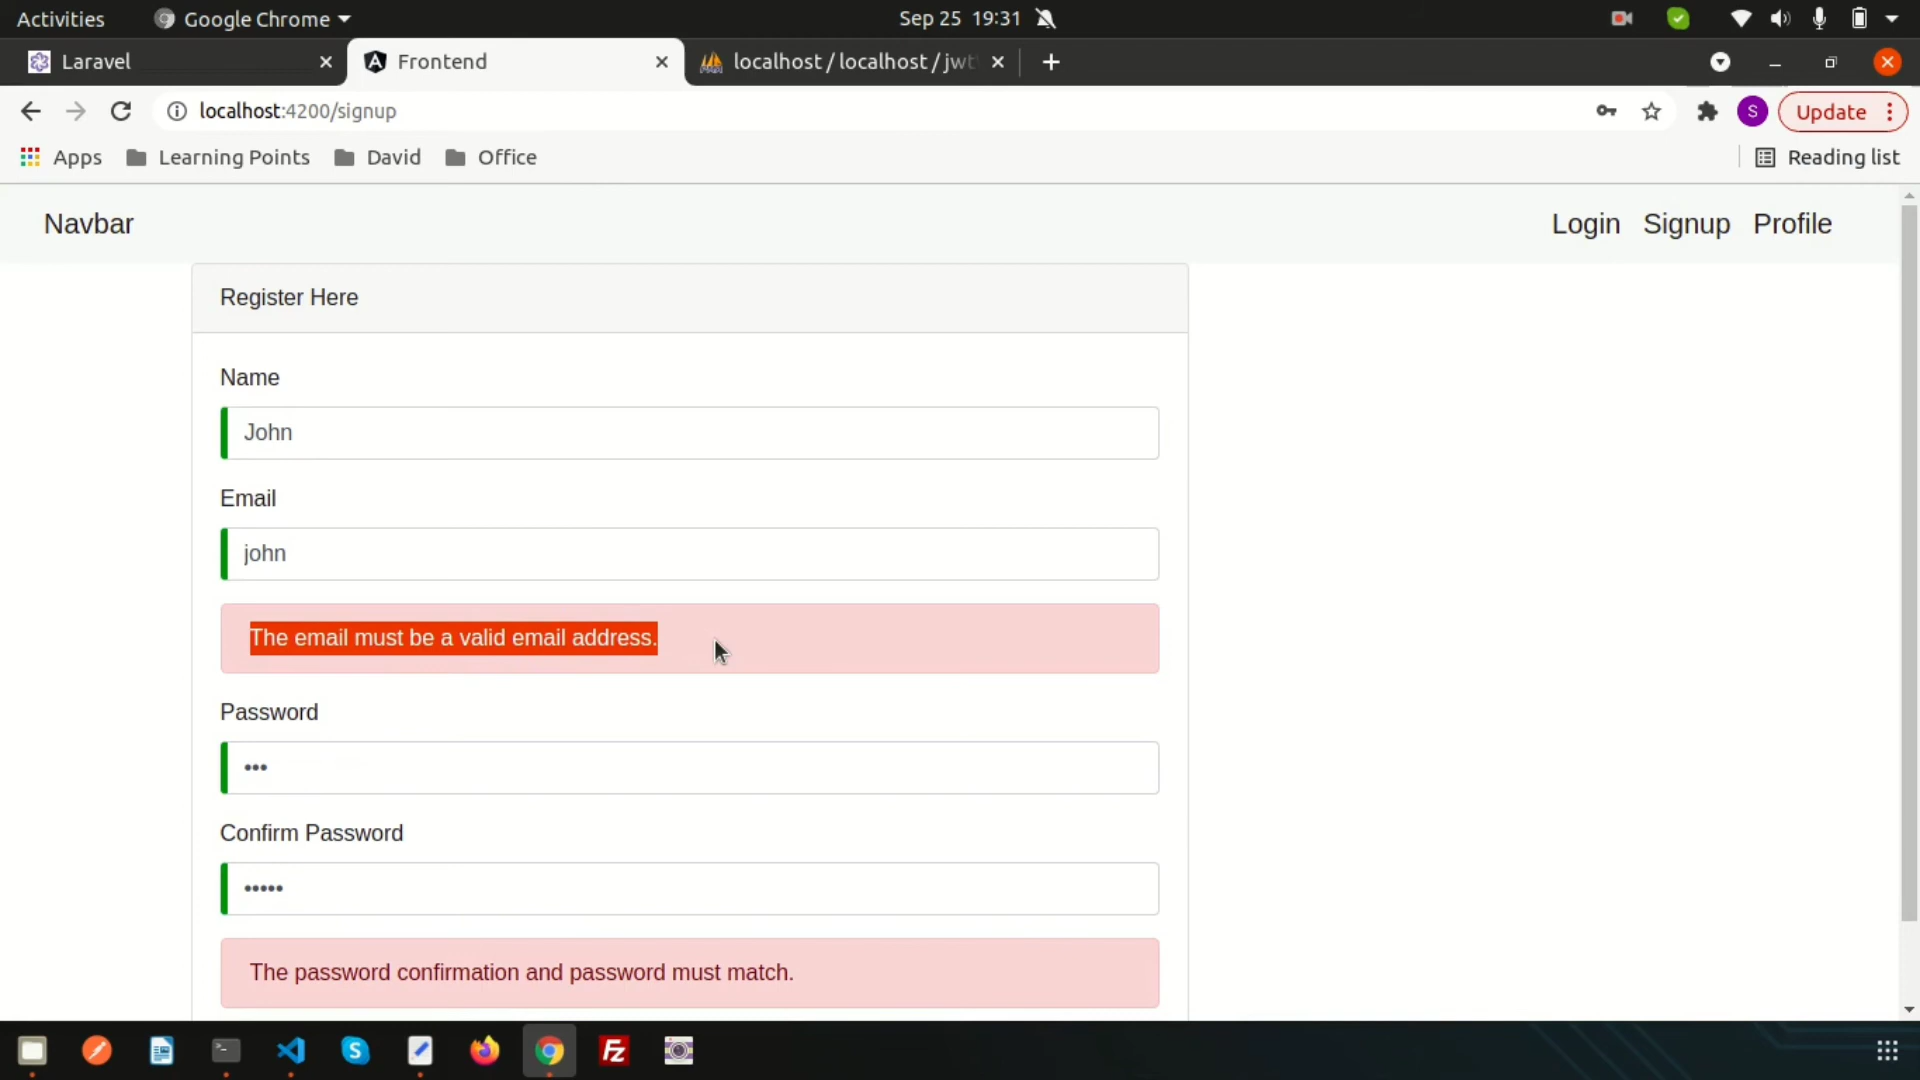 Activities Google Chrome Sep 25 19:31
Laravel Frontend localhost / localhost / jwt
localhost:4200/signup S Update
Apps Learning Points David Office Reading list
Navbar Login Signup Profile
Register Here
Name
John
Email
john
The email must be a valid email address.
Password
•••
Confirm Password
•••••
The password confirmation and password must match.